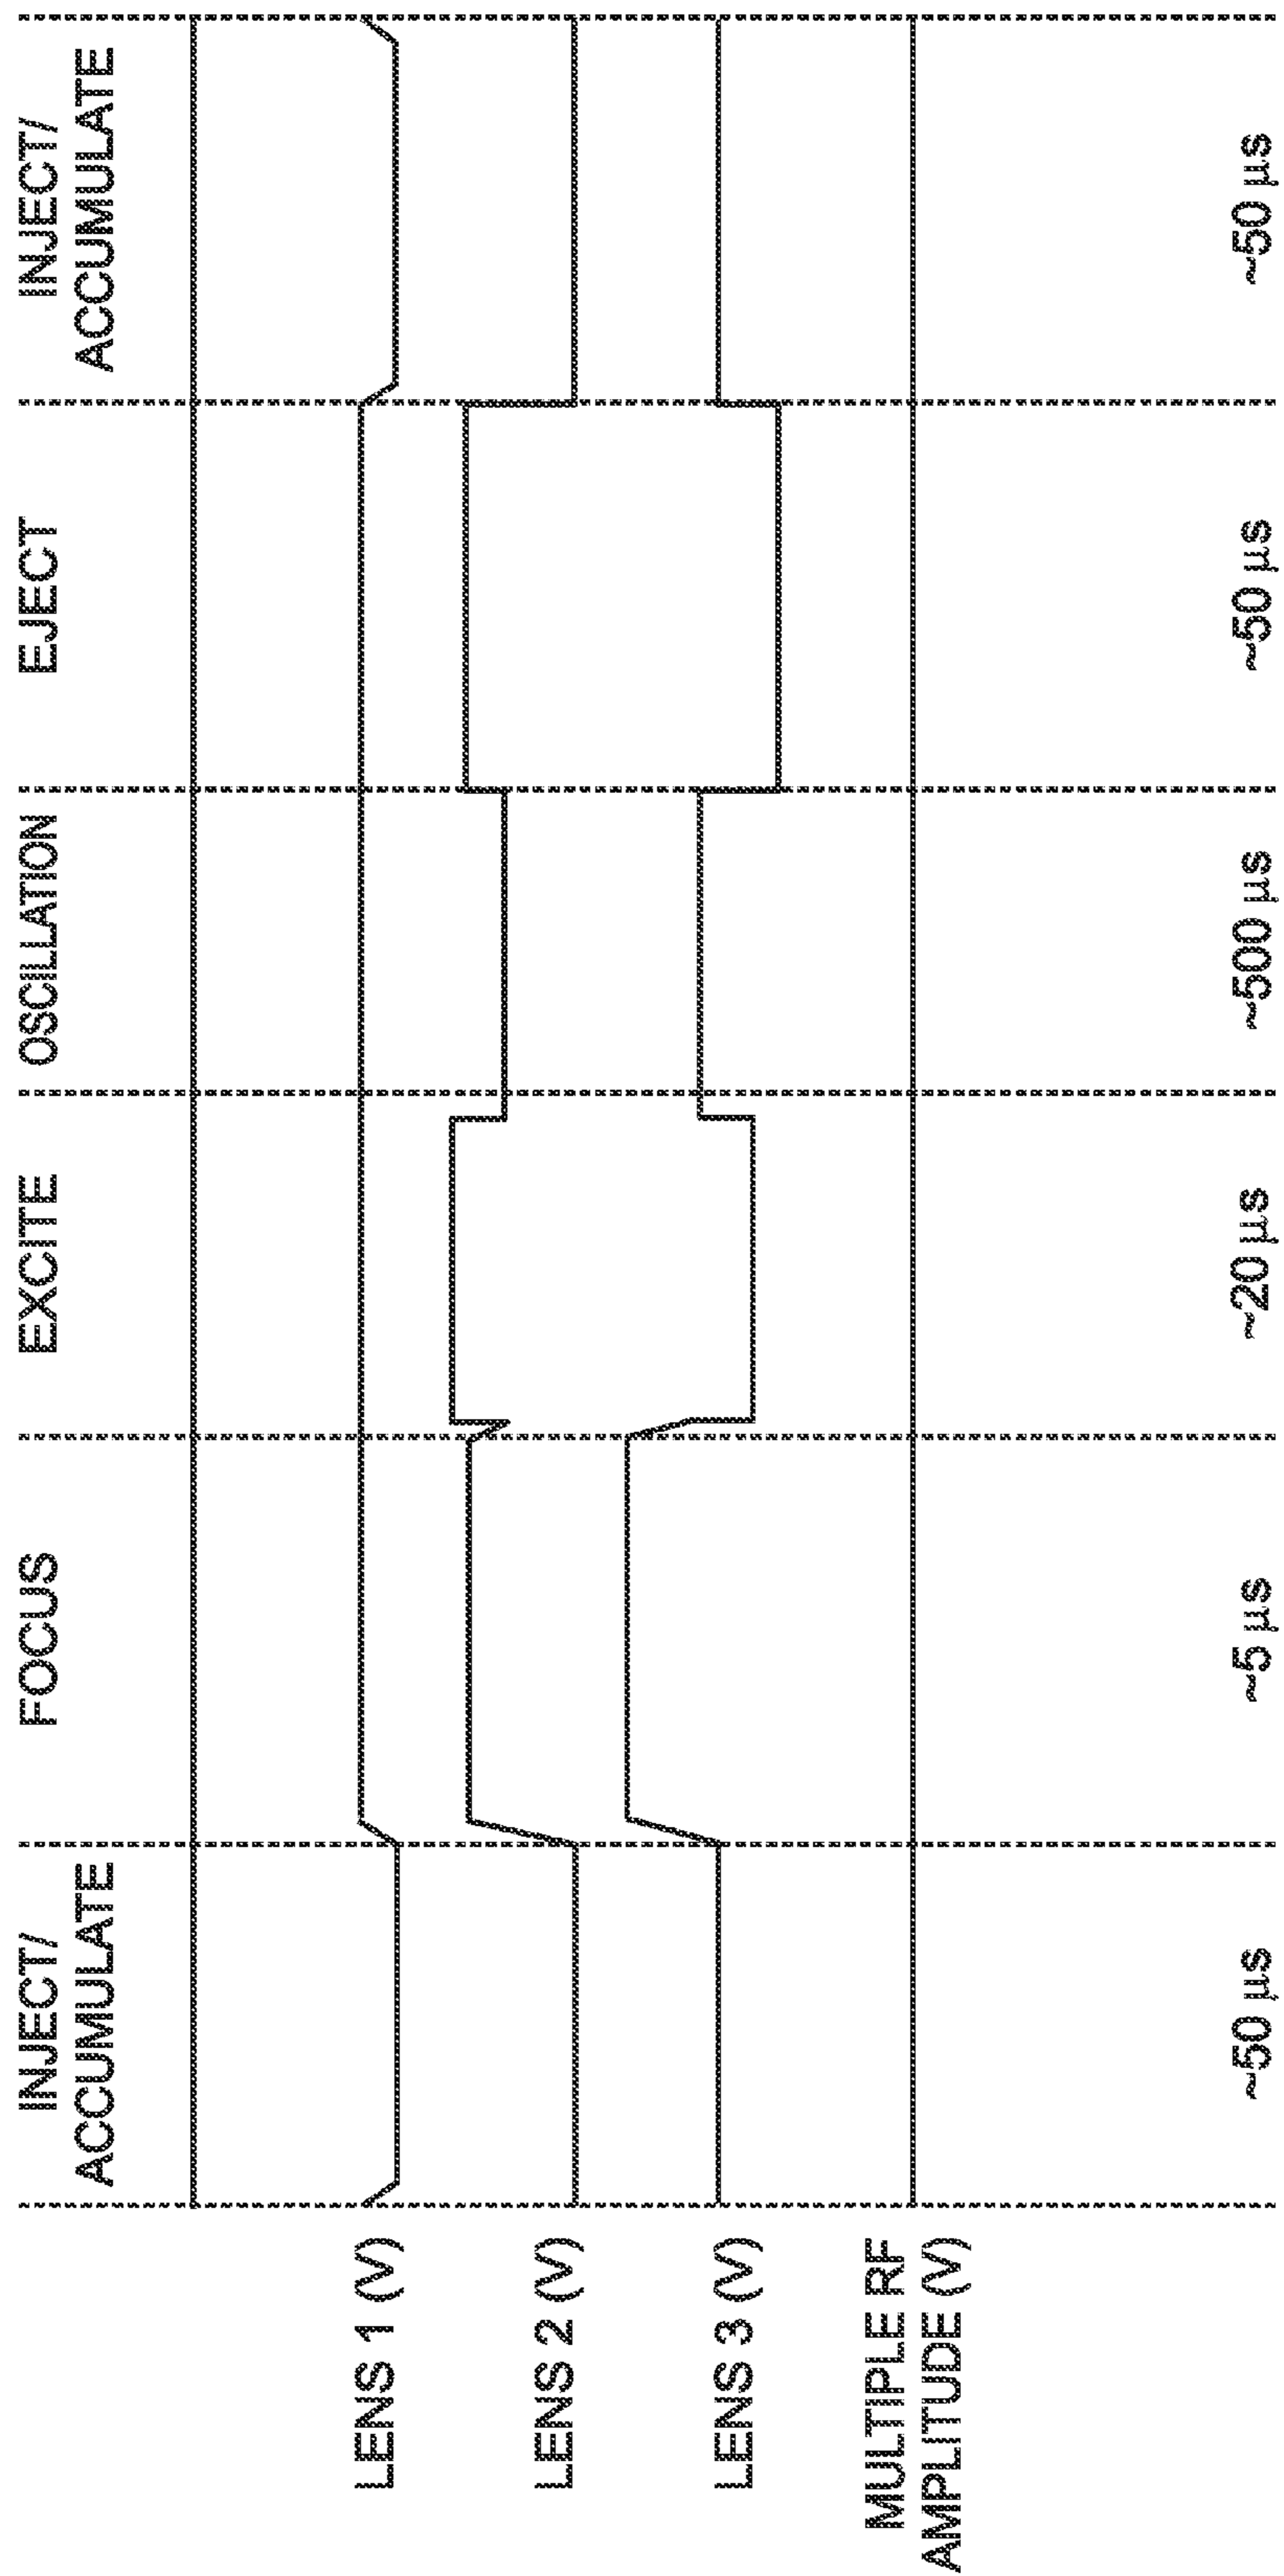 INJECT/
ACCUMULATE
FOCUS
EXCITE
OSCILLATION
EJECT
INJECT/
ACCUMULATE
LENS 1 (V)
LENS 2 (V)
LENS 3 (V)
MULTIPLE RF
AMPLITUDE (V)
~50 µs
~5 µs
~20 µs
~500 µs
~50 µs
~50 µs